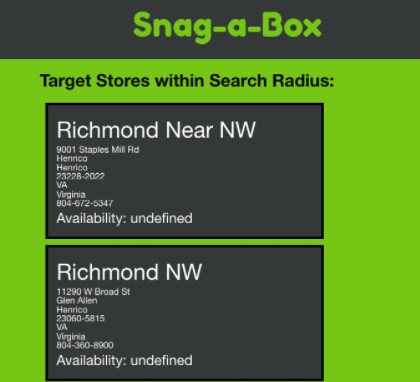 Snag-a-Box
Target Stores within Search Radius:
Richmond Near NW
9001 Staples Mill Rd
Henrico
Henrico
23228-2022
VA
Virginia
804-672-5347
Availability: undefined
Richmond NW
11290 W Broad St
Glen Allen
Henrico
23060-5815
VA
Virginia
804-360-8900
Availability: undefined